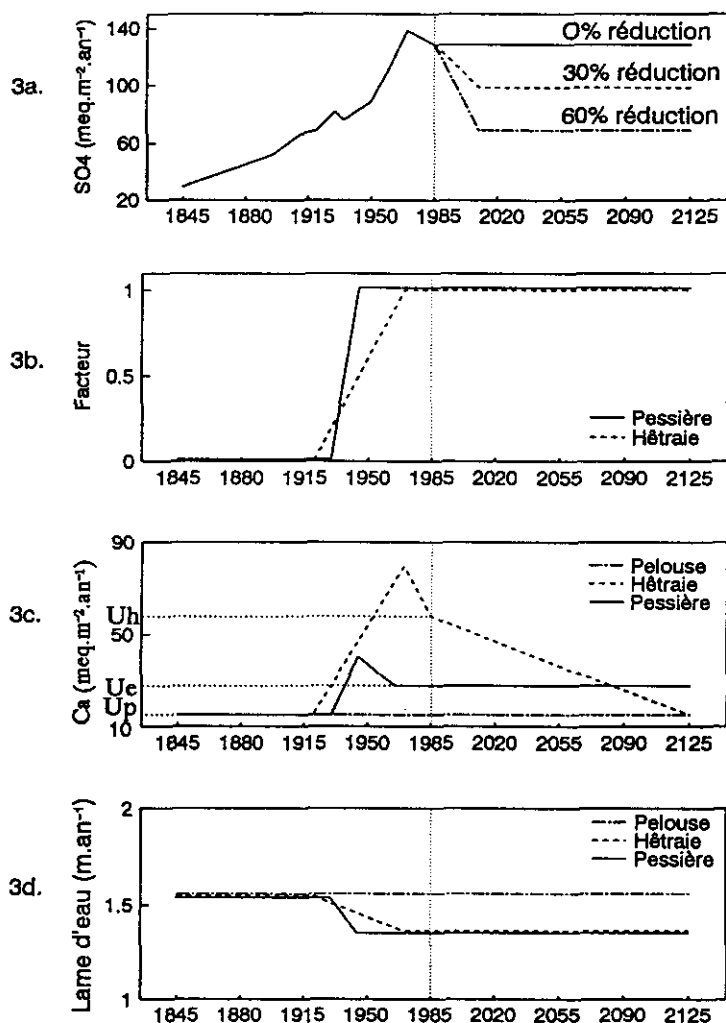 3a.
SO4 (meq.m⁻².an⁻¹)
140
100
60
20
O% réduction
30% réduction
60% réduction
1845 1880 1915 1950 1985 2020 2055 2090 2125
3b.
Facteur
1
0.5
0
Pessière
Hêtraie
1845 1880 1915 1950 1985 2020 2055 2090 2125
3c.
Ca (meq.m⁻².an⁻¹)
90
50
10
Uh
Ue
Up
Pelouse
Hêtraie
Pessière
1845 1880 1915 1950 1985 2020 2055 2090 2125
3d.
Lame d'eau (m.an⁻¹)
2
1.5
1
Pelouse
Hêtraie
Pessière
1845 1880 1915 1950 1985 2020 2055 2090 2125